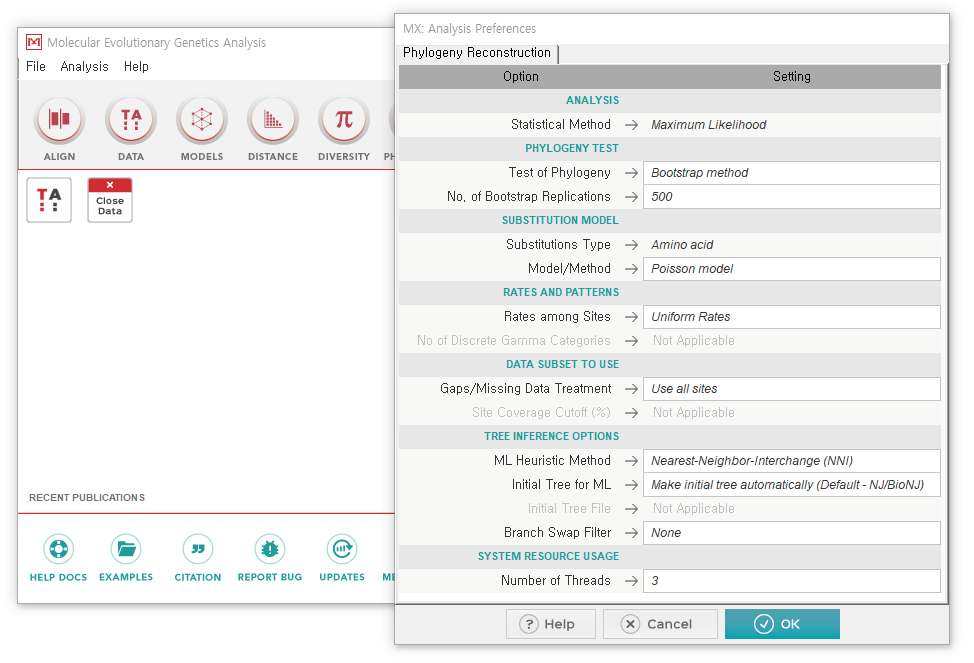 Molecular Evolutionary Genetics Analysis
File Analysis Help
TA
π
ALIGN DATA MODELS DISTANCE DIVERSITY PH
TA
×
Close
Data
RECENT PUBLICATIONS
HELP DOCS EXAMPLES CITATION REPORT BUG UPDATES ME
MX: Analysis Preferences
Phylogeny Reconstruction
Option Setting
ANALYSIS
Statistical Method → Maximum Likelihood
PHYLOGENY TEST
Test of Phylogeny → Bootstrap method
No. of Bootstrap Replications → 500
SUBSTITUTION MODEL
Substitutions Type → Amino acid
Model/Method → Poisson model
RATES AND PATTERNS
Rates among Sites → Uniform Rates
No of Discrete Gamma Categories → Not Applicable
DATA SUBSET TO USE
Gaps/Missing Data Treatment → Use all sites
Site Coverage Cutoff (%) → Not Applicable
TREE INFERENCE OPTIONS
ML Heuristic Method → Nearest-Neighbor-Interchange (NNI)
Initial Tree for ML → Make initial tree automatically (Default - NJ/BioNJ)
Initial Tree File → Not Applicable
Branch Swap Filter → None
SYSTEM RESOURCE USAGE
Number of Threads → 3
? Help × Cancel ✓ OK